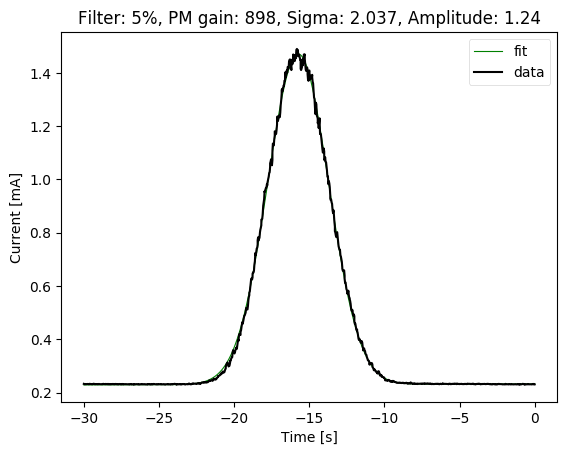 Filter: 5%, PM gain: 898, Sigma: 2.037, Amplitude: 1.24
fit
data
1.4
1.2
1.0
0.8
0.6
0.4
0.2
Current [mA]
−30
−25
−20
−15
−10
−5
0
Time [s]